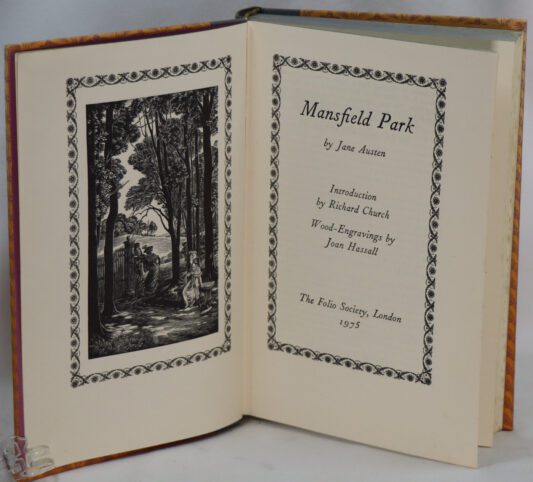 Mansfield Park
by Jane Austen
Introduction
by Richard Church
Wood-Engravings by
Joan Hassall
The Folio Society, London
1975